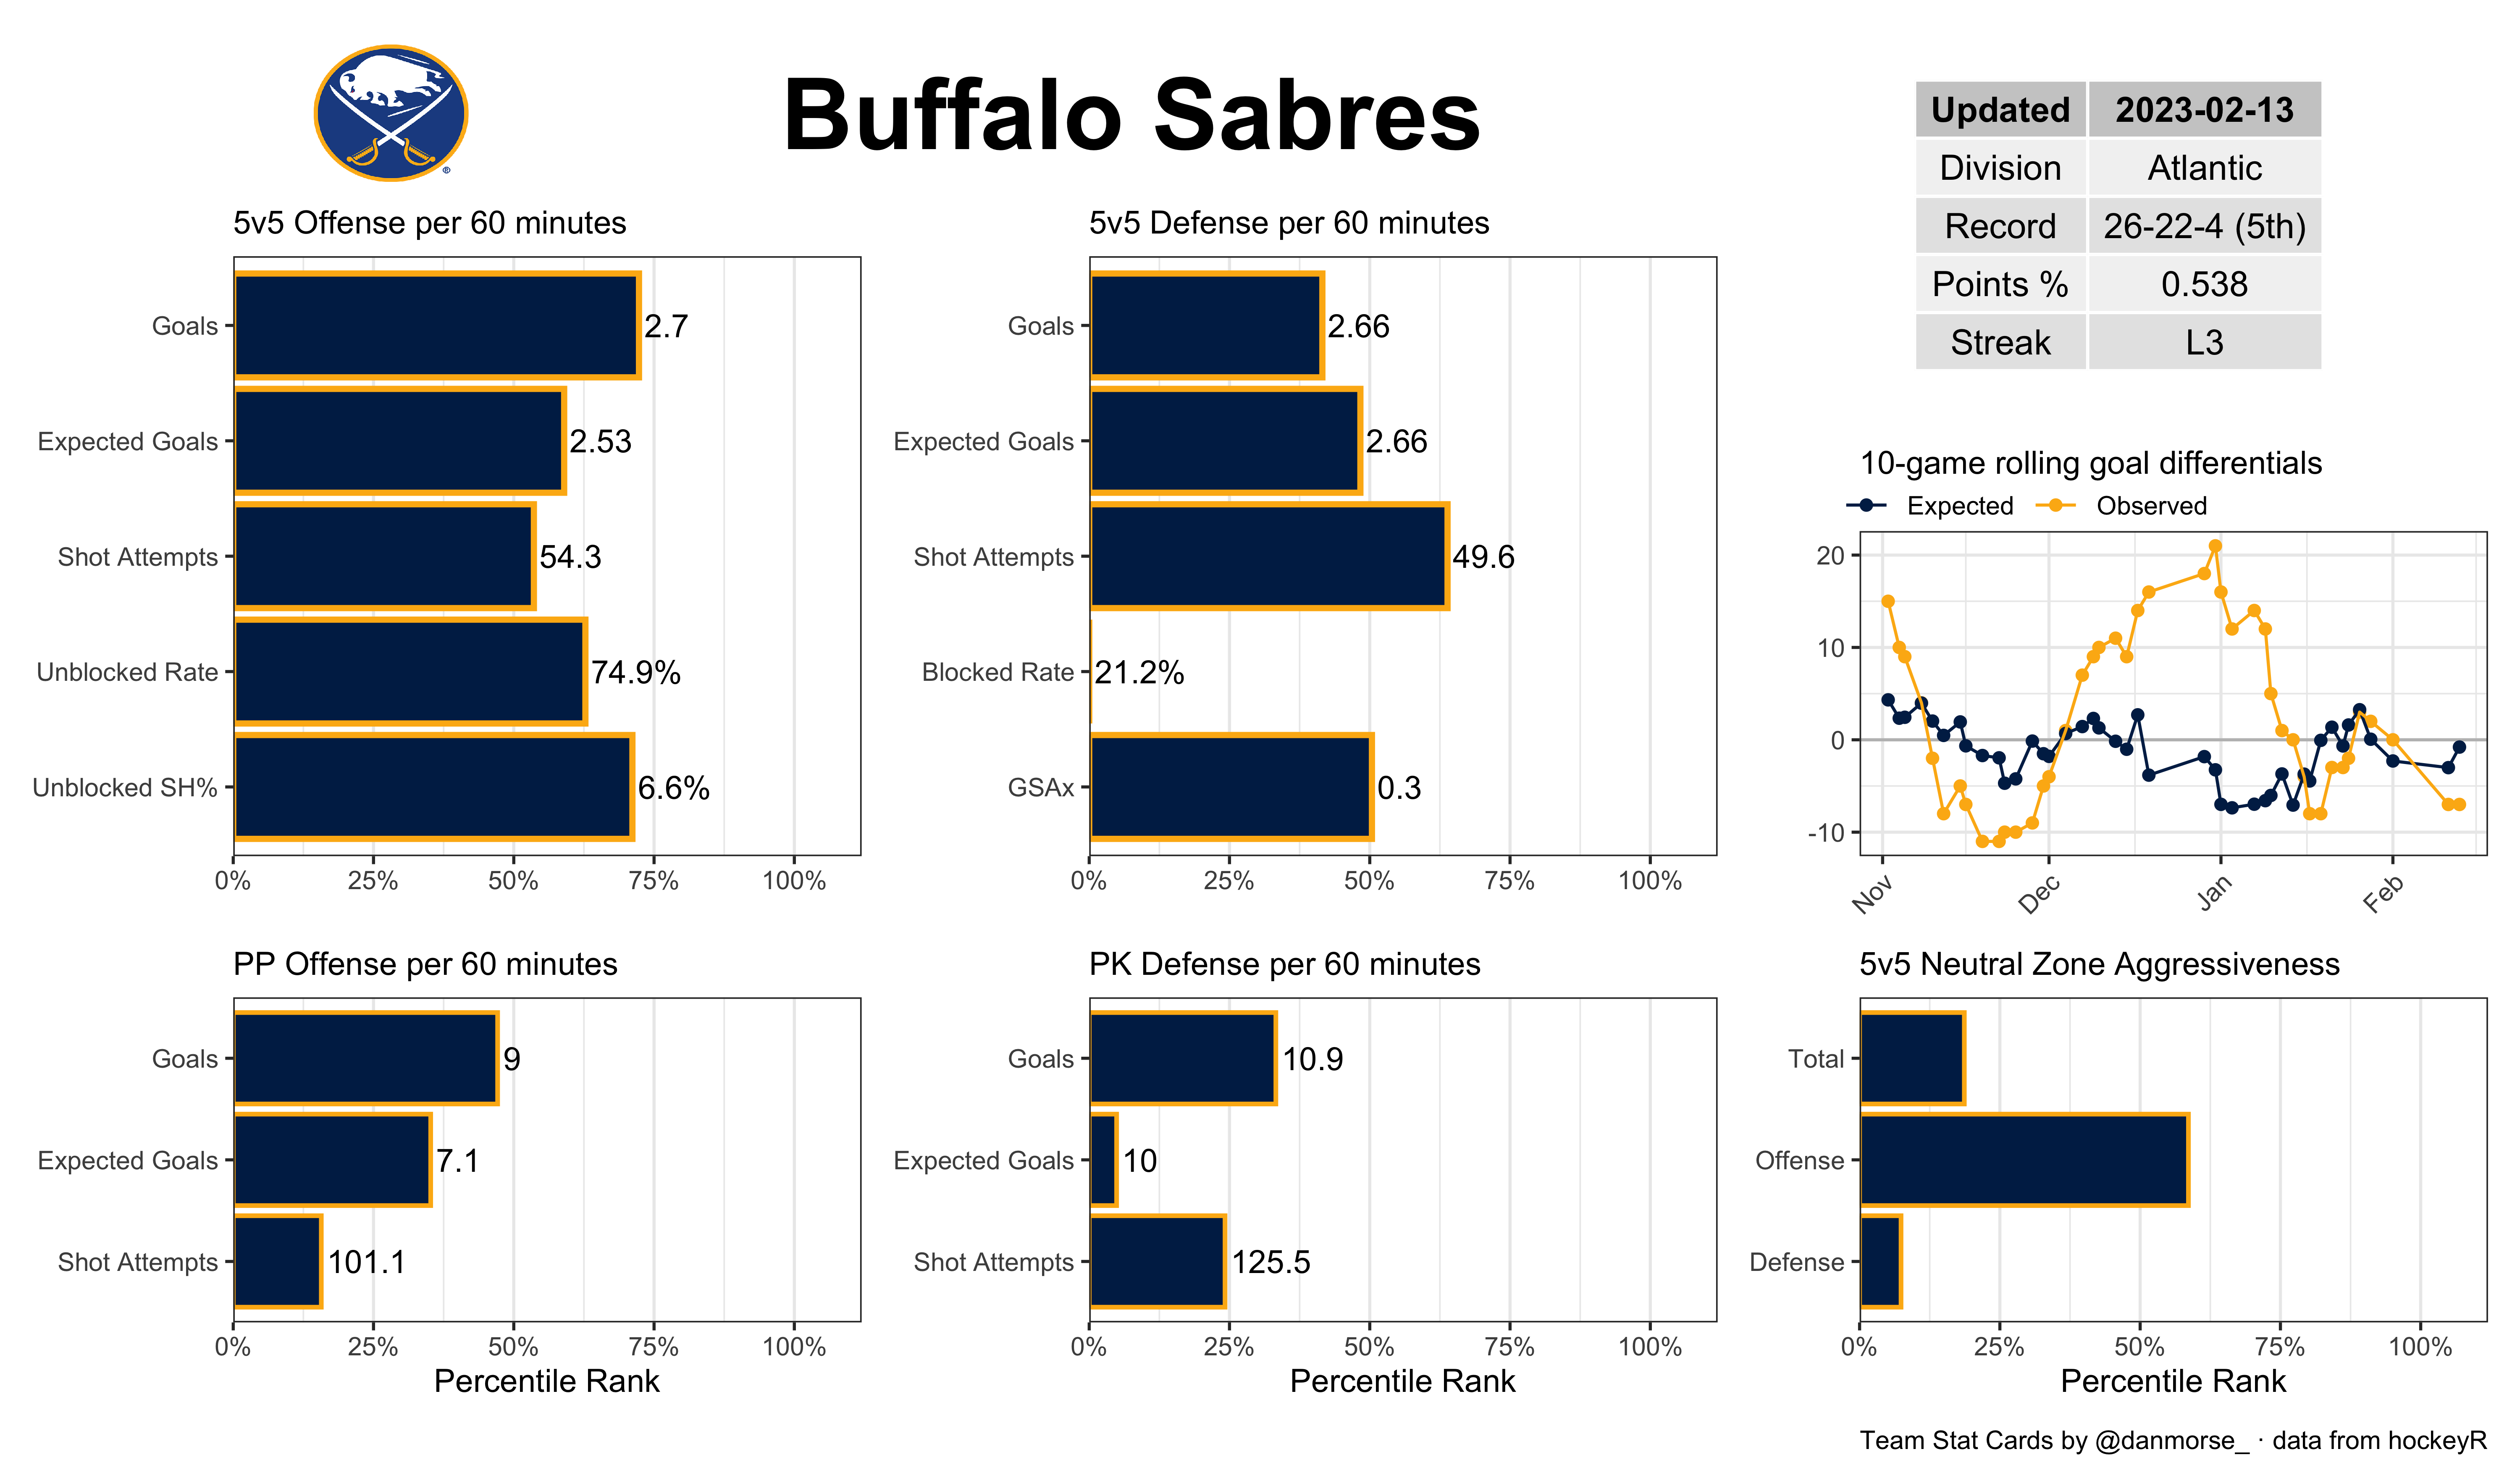 Buffalo Sabres
Updated 2023-02-13
Division Atlantic
Record 26-22-4 (5th)
Points % 0.538
Streak L3
5v5 Offense per 60 minutes
Goals 2.7
Expected Goals 2.53
Shot Attempts 54.3
Unblocked Rate 74.9%
Unblocked SH% 6.6%
0% 25% 50% 75% 100%
5v5 Defense per 60 minutes
Goals 2.66
Expected Goals 2.66
Shot Attempts 49.6
Blocked Rate 21.2%
GSAx 0.3
0% 25% 50% 75% 100%
10-game rolling goal differentials
Expected Observed
20
10
0
-10
Nov Dec Jan Feb
PP Offense per 60 minutes
Goals 9
Expected Goals 7.1
Shot Attempts 101.1
0% 25% 50% 75% 100%
Percentile Rank
PK Defense per 60 minutes
Goals 10.9
Expected Goals 10
Shot Attempts 125.5
0% 25% 50% 75% 100%
Percentile Rank
5v5 Neutral Zone Aggressiveness
Total
Offense
Defense
0% 25% 50% 75% 100%
Percentile Rank
Team Stat Cards by @danmorse_ · data from hockeyR